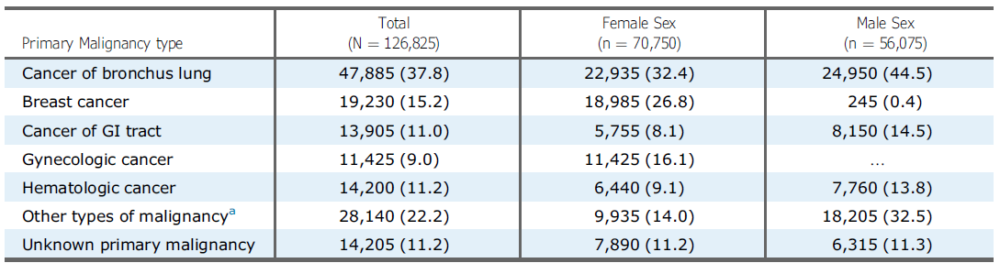 Primary Malignancy type Total (N = 126,825) Female Sex (n = 70,750) Male Sex (n = 56,075)
Cancer of bronchus lung 47,885 (37.8) 22,935 (32.4) 24,950 (44.5)
Breast cancer 19,230 (15.2) 18,985 (26.8) 245 (0.4)
Cancer of GI tract 13,905 (11.0) 5,755 (8.1) 8,150 (14.5)
Gynecologic cancer 11,425 (9.0) 11,425 (16.1) ...
Hematologic cancer 14,200 (11.2) 6,440 (9.1) 7,760 (13.8)
Other types of malignancya 28,140 (22.2) 9,935 (14.0) 18,205 (32.5)
Unknown primary malignancy 14,205 (11.2) 7,890 (11.2) 6,315 (11.3)